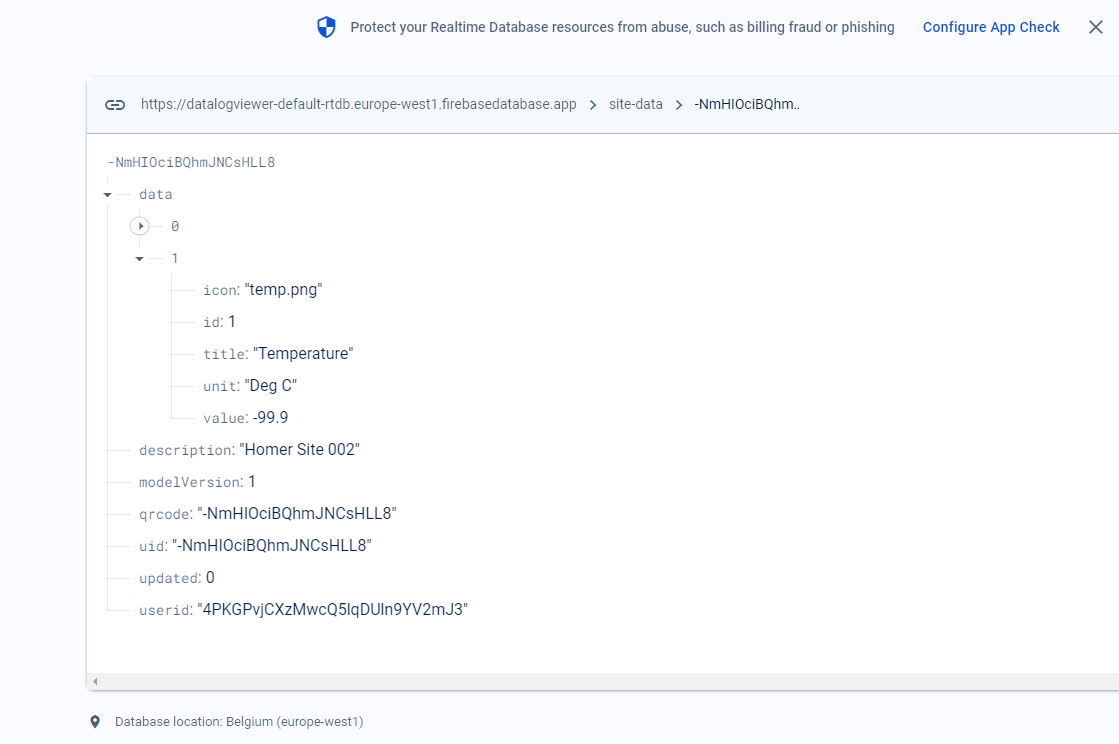 Protect your Realtime Database resources from abuse, such as billing fraud or phishing Configure App Check
https://datalogviewer-default-rtdb.europe-west1.firebasedatabase.app > site-data > -NmHIOciBQhm..
-NmHIOciBQhmJNCsHLL8
data
0
1
icon: "temp.png"
id: 1
title: "Temperature"
unit: "Deg C"
value: -99.9
description: "Homer Site 002"
modelVersion: 1
qrcode: "-NmHIOciBQhmJNCsHLL8"
uid: "-NmHIOciBQhmJNCsHLL8"
updated: 0
userid: "4PKGPvjCXzMwcQ5lqDUIn9YV2mJ3"
Database location: Belgium (europe-west1)